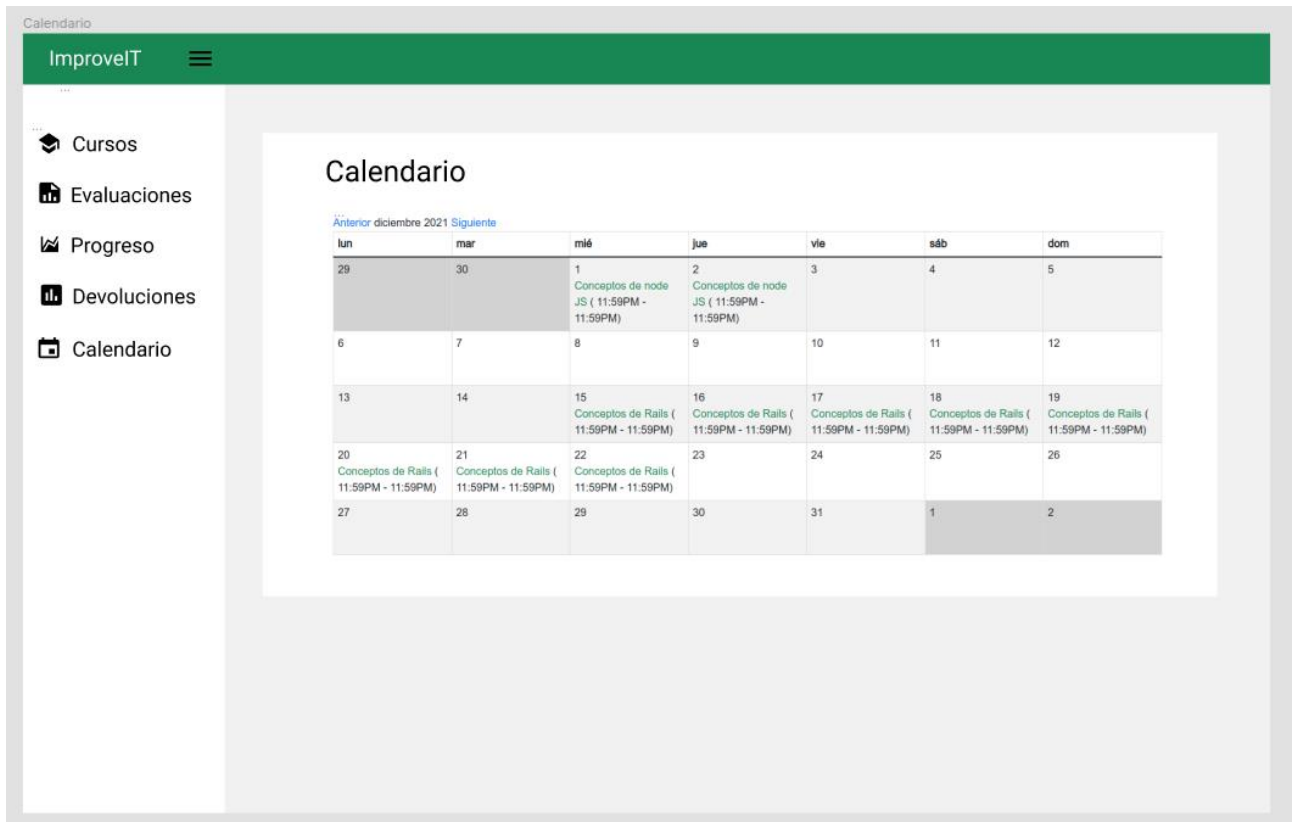 Calendario
ImproveIT
Cursos
Evaluaciones
Progreso
Devoluciones
Calendario
Calendario
Anterior diciembre 2021 Siguiente
lun mar mié jue vie sáb dom
29 30 1 2 3 4 5
Conceptos de node Conceptos de node
JS ( 11:59PM - JS ( 11:59PM -
11:59PM) 11:59PM)
6 7 8 9 10 11 12
13 14 15 16 17 18 19
Conceptos de Rails ( Conceptos de Rails ( Conceptos de Rails ( Conceptos de Rails ( Conceptos de Rails (
11:59PM - 11:59PM) 11:59PM - 11:59PM) 11:59PM - 11:59PM) 11:59PM - 11:59PM) 11:59PM - 11:59PM)
20 21 22 23 24 25 26
Conceptos de Rails ( Conceptos de Rails ( Conceptos de Rails (
11:59PM - 11:59PM) 11:59PM - 11:59PM) 11:59PM - 11:59PM)
27 28 29 30 31 1 2